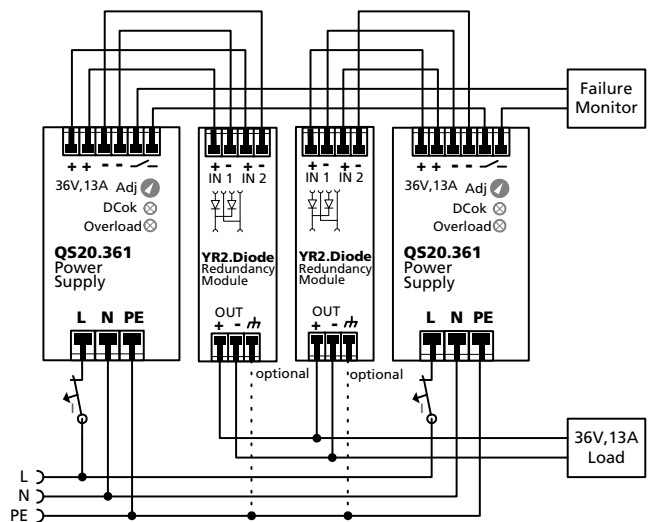 Failure
Monitor
+ + - -
36V,13A Adj
DCok
Overload
QS20.361
Power
Supply
L N PE
+ - + -
IN 1 IN 2
YR2.Diode
Redundancy
Module
OUT
+ -
optional
+ - + -
IN 1 IN 2
YR2.Diode
Redundancy
Module
OUT
+ -
optional
+ + - -
36V,13A Adj
DCok
Overload
QS20.361
Power
Supply
L N PE
I
I
36V,13A
Load
L
N
PE